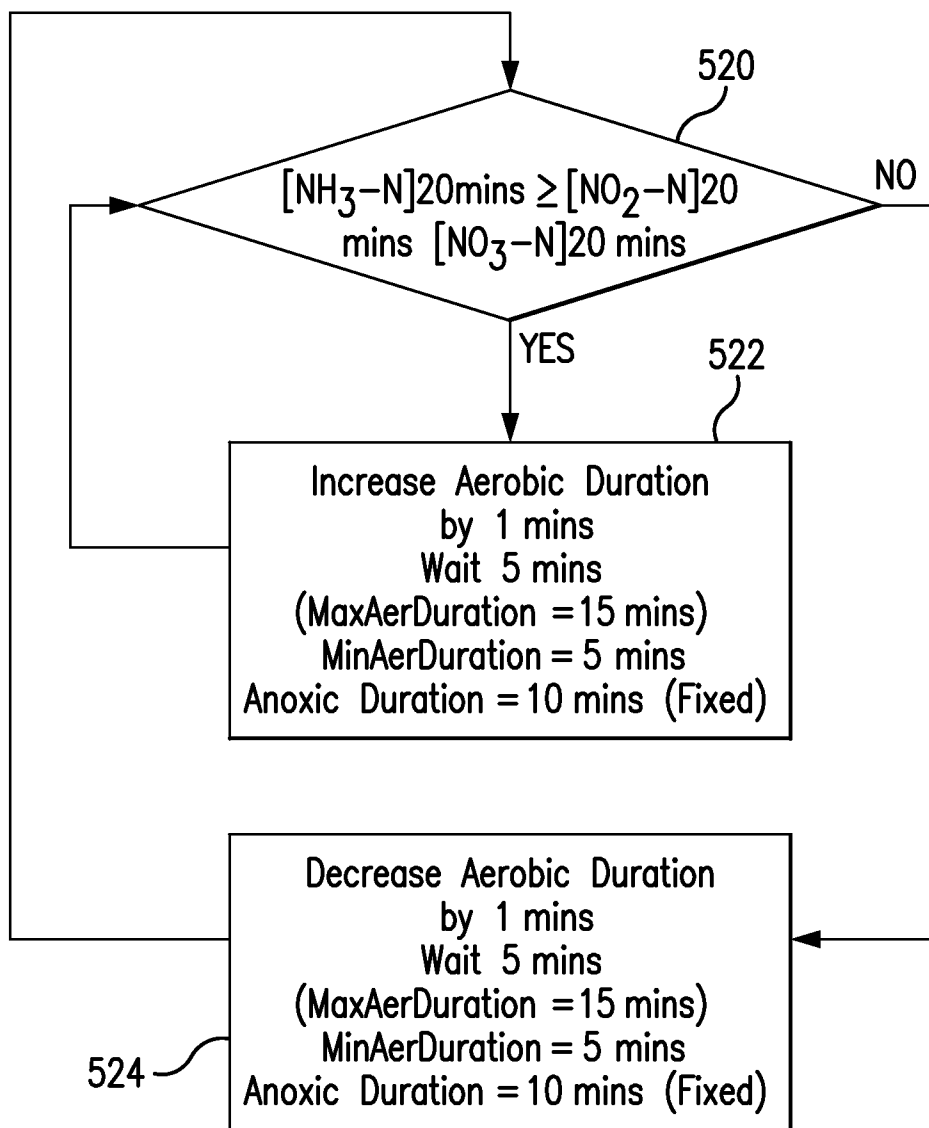 520
[NH3–N]20mins ≥ [NO2–N]20
mins [NO3–N]20 mins
NO
YES
522
Increase Aerobic Duration
by 1 mins
Wait 5 mins
(MaxAerDuration = 15 mins)
MinAerDuration = 5 mins
Anoxic Duration = 10 mins (Fixed)
Decrease Aerobic Duration
by 1 mins
Wait 5 mins
(MaxAerDuration = 15 mins)
MinAerDuration = 5 mins
Anoxic Duration = 10 mins (Fixed)
524